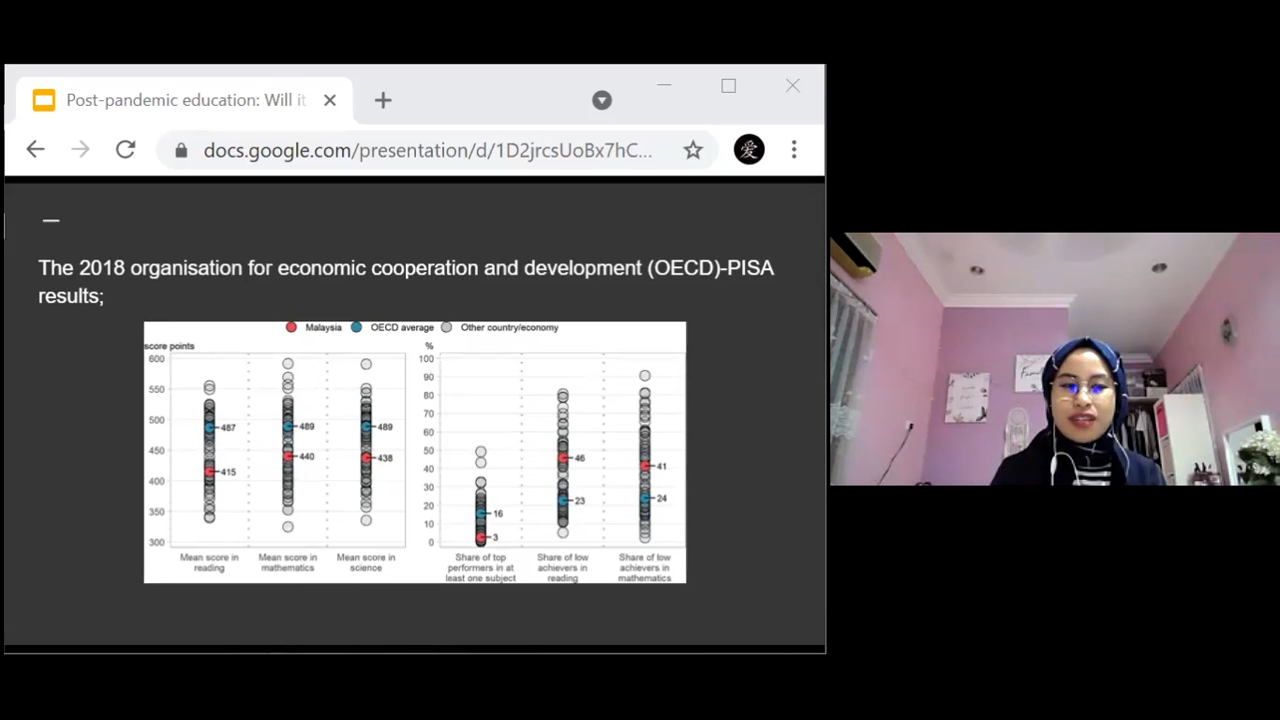 Post-pandemic education: Will it
docs.google.com/presentation/d/1D2jrcsUoBx7hC...
爱
The 2018 organisation for economic cooperation and development (OECD)-PISA
results;
Malaysia OECD average Other country/economy
score points
600
550
500
450
400
350
300
487
415
489
440
489
438
Mean score in
reading
Mean score in
mathematics
Mean score in
science
%
100
90
80
70
60
50
40
30
20
10
0
16
3
46
23
41
24
Share of top
performers in at
least one subject
Share of low
achievers in
reading
Share of low
achievers in
mathematics